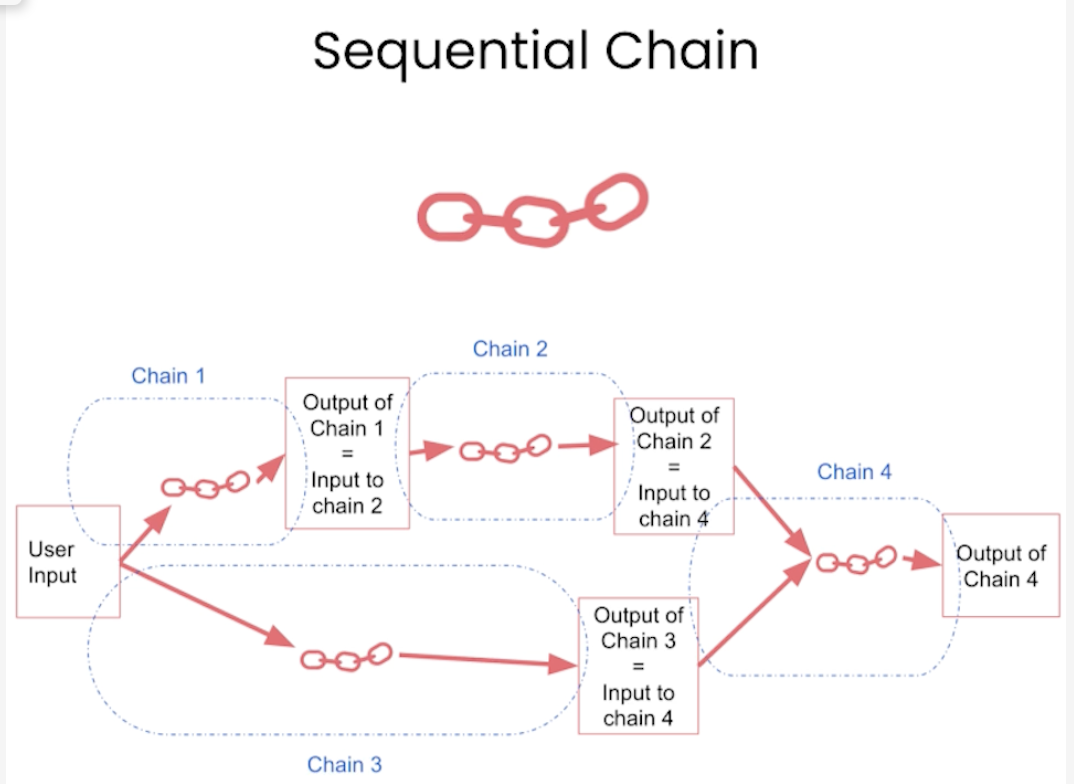 Sequential Chain
Chain 1
Chain 2
Chain 3
Chain 4
User
Input
Output of
Chain 1
=
Input to
chain 2
Output of
Chain 2
=
Input to
chain 4
Output of
Chain 3
=
Input to
chain 4
Output of
Chain 4